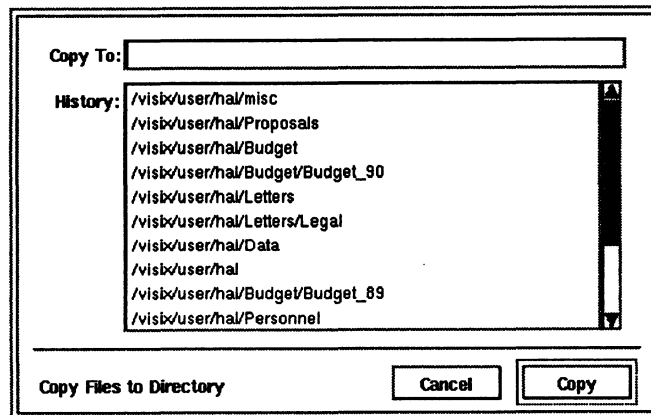 Copy To:
History:
/visix/user/hal/misc
/visix/user/hal/Proposals
/visix/user/hal/Budget
/visix/user/hal/Budget/Budget_90
/visix/user/hal/Letters
/visix/user/hal/Letters/Legal
/visix/user/hal/Data
/visix/user/hal
/visix/user/hal/Budget/Budget_89
/visix/user/hal/Personnel
Copy Files to Directory
Cancel
Copy